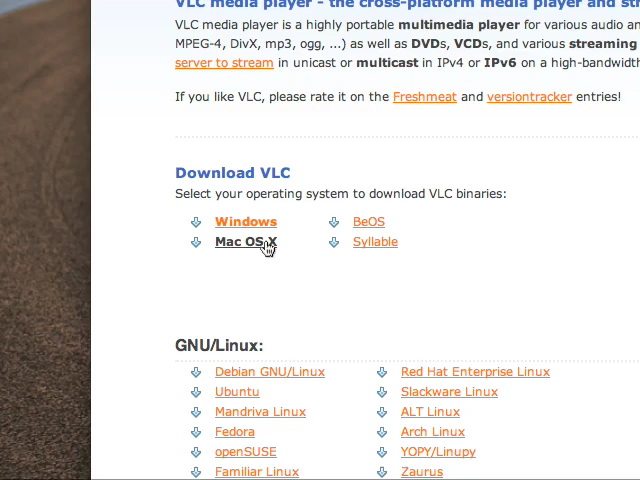 VLC media player - the cross-platform media player and
VLC media player is a highly portable multimedia player for various audio
MPEG-4, DivX, mp3, ogg, ...) as well as DVDs, VCDs, and various streaming
server to stream in unicast or multicast in IPv4 or IPv6 on a high-bandwidth
If you like VLC, please rate it on the Freshmeat and versiontracker entries!
Download VLC
Select your operating system to download VLC binaries:
Windows BeOS
Mac OS X Syllable
GNU/Linux:
Debian GNU/Linux Red Hat Enterprise Linux
Ubuntu Slackware Linux
Mandriva Linux ALT Linux
Fedora Arch Linux
openSUSE YOPY/Linupy
Familiar Linux Zaurus